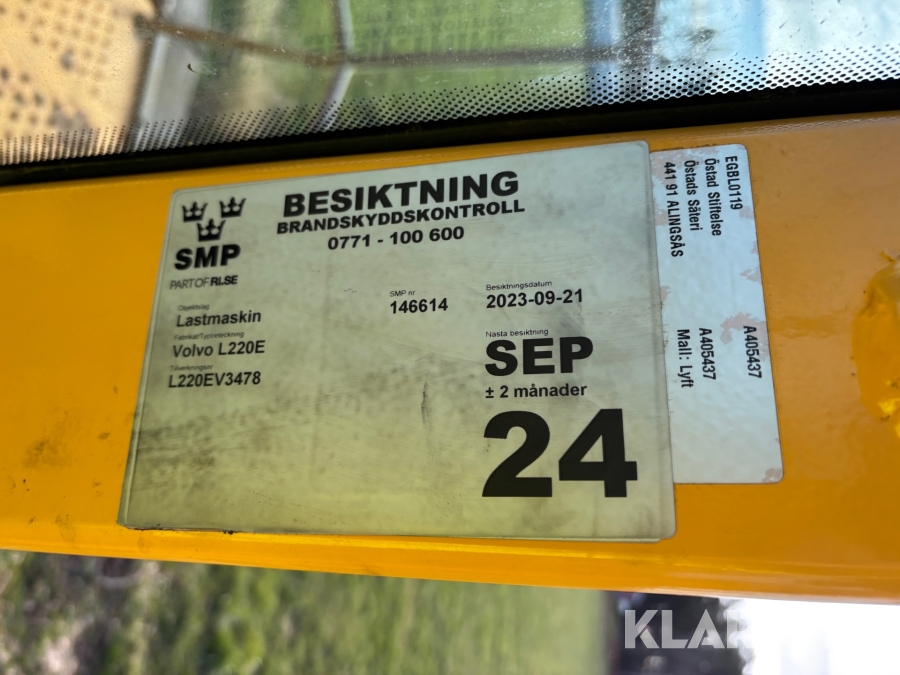 BESIKTNING
BRANDSKYDDSKONTROLL
0771 - 100 600
SMP
PART OF RI.SE
Objektslag
Lastmaskin
Fabrikat/Typbeteckning
Volvo L220E
Tillverkningsnr
L220EV3478
SMP nr
146614
Besiktningsdatum
2023-09-21
Nästa besiktning
SEP
± 2 månader
24
EGBL0119
Östad Stiftelse
Östads Säteri
441 91 ALINGSÅS
A405437
A405437
Mall: Lyft